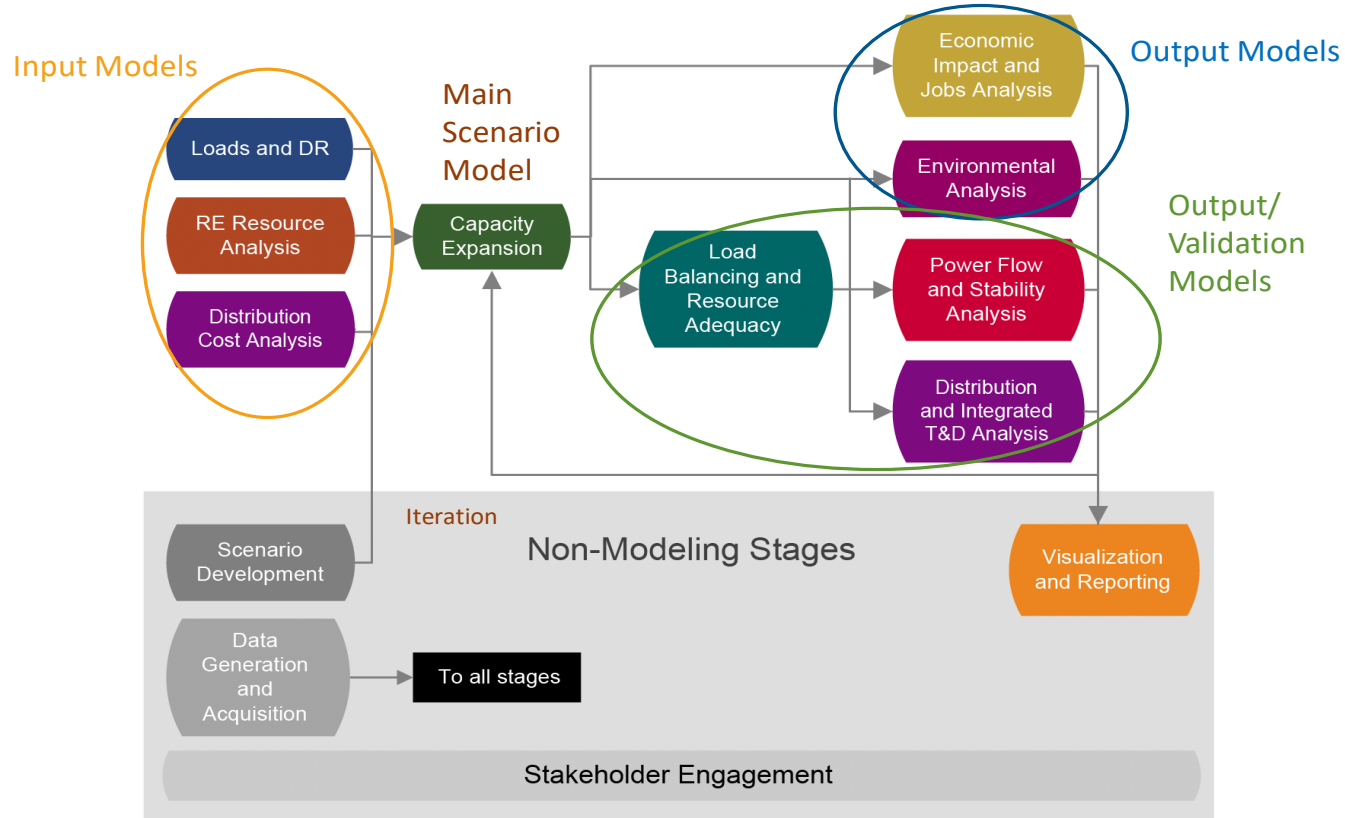 Input Models
Loads and DR
RE Resource
Analysis
Distribution
Cost Analysis
Main
Scenario
Model
Capacity
Expansion
Economic
Impact and
Jobs Analysis
Output Models
Environmental
Analysis
Output/
Validation
Models
Load
Balancing and
Resource
Adequacy
Power Flow
and Stability
Analysis
Distribution
and Integrated
T&D Analysis
Iteration
Non-Modeling Stages
Scenario
Development
Visualization
and Reporting
Data
Generation
and
Acquisition
To all stages
Stakeholder Engagement